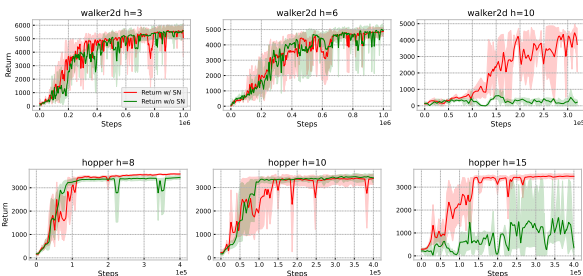 walker2d h=3
walker2d h=6
walker2d h=10
Return
6000
5000
4000
3000
2000
1000
0
5000
4000
3000
2000
1000
0
5000
4000
3000
2000
1000
0
Return w/ SN
Return w/o SN
0.0 0.2 0.4 0.6 0.8 1.0
1e6
Steps
0.0 0.2 0.4 0.6 0.8 1.0
1e6
Steps
0.0 0.5 1.0 1.5 2.0 2.5 3.0
1e5
Steps
hopper h=8
hopper h=10
hopper h=15
Return
3000
2000
1000
0
3000
2000
1000
0
3000
2000
1000
0
0 1 2 3 4
1e5
Steps
0.0 0.5 1.0 1.5 2.0 2.5 3.0 3.5 4.0
1e5
Steps
0.0 0.5 1.0 1.5 2.0 2.5 3.0 3.5 4.0
1e5
Steps